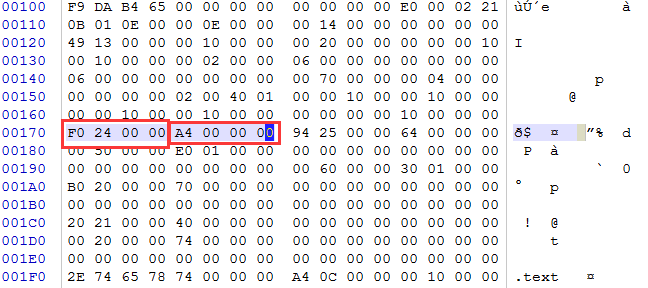 00100 F9 DA B4 65 00 00 00 00 00 00 00 00 E0 00 02 21 ùÚ´e à
00110 0B 01 0E 00 00 0E 00 00 00 14 00 00 00 00 00 00
00120 49 13 00 00 00 10 00 00 00 20 00 00 00 00 00 10 I
00130 00 10 00 00 00 02 00 00 06 00 00 00 00 00 00 00
00140 06 00 00 00 00 00 00 00 00 70 00 00 00 04 00 00 p
00150 00 00 00 00 02 00 40 01 00 00 10 00 00 10 00 00 @
00160 00 00 10 00 00 10 00 00 00 00 00 00 10 00 00 00
00170 F0 24 00 00 A4 00 00 00 94 25 00 00 64 00 00 00 ð$ ¤ ”% d
00180 00 50 00 00 E0 01 00 00 00 00 00 00 00 00 00 00 P à
00190 00 00 00 00 00 00 00 00 00 60 00 00 30 01 00 00 ` 0
001A0 B0 20 00 00 70 00 00 00 00 00 00 00 00 00 00 00 ° p
001B0 00 00 00 00 00 00 00 00 00 00 00 00 00 00 00 00
001C0 20 21 00 00 40 00 00 00 00 00 00 00 00 00 00 00 ! @
001D0 00 20 00 00 74 00 00 00 00 00 00 00 00 00 00 00 t
001E0 00 00 00 00 00 00 00 00 00 00 00 00 00 00 00 00
001F0 2E 74 65 78 74 00 00 00 A4 0C 00 00 00 10 00 00 .text ¤